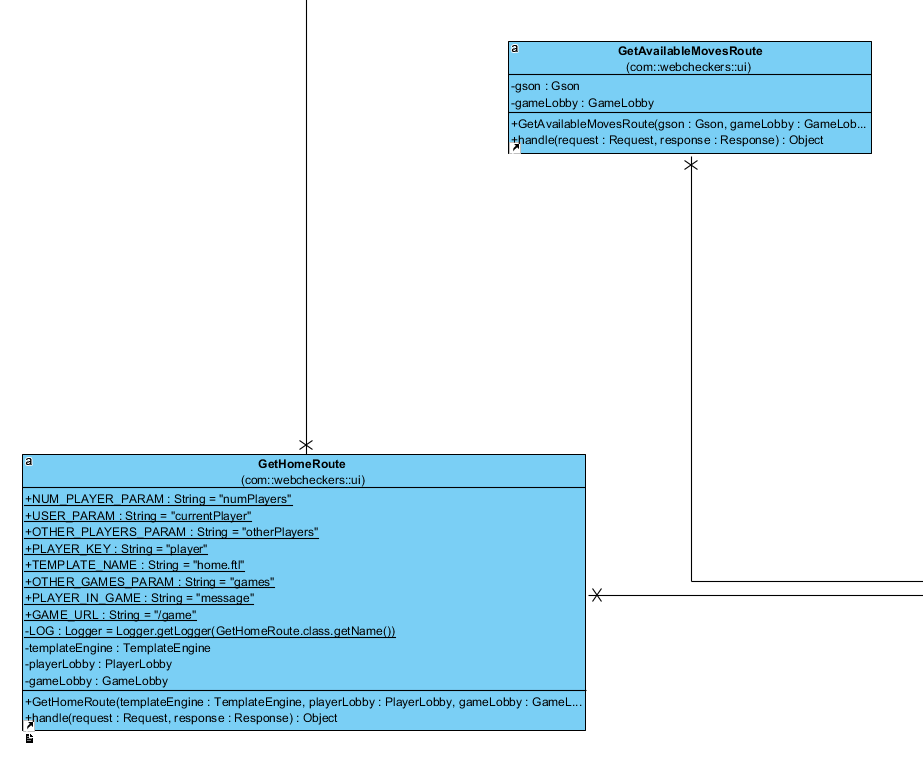 a
GetAvailableMovesRoute
(com::webcheckers::ui)
-gson : Gson
-gameLobby : GameLobby
+GetAvailableMovesRoute(gson : Gson, gameLobby : GameLob...
+handle(request : Request, response : Response) : Object
a
GetHomeRoute
(com::webcheckers::ui)
+NUM_PLAYER_PARAM : String = "numPlayers"
+USER_PARAM : String = "currentPlayer"
+OTHER_PLAYERS_PARAM : String = "otherPlayers"
+PLAYER_KEY : String = "player"
+TEMPLATE_NAME : String = "home.ftl"
+OTHER_GAMES_PARAM : String = "games"
+PLAYER_IN_GAME : String = "message"
+GAME_URL : String = "/game"
-LOG : Logger = Logger.getLogger(GetHomeRoute.class.getName())
-templateEngine : TemplateEngine
-playerLobby : PlayerLobby
-gameLobby : GameLobby
+GetHomeRoute(templateEngine : TemplateEngine, playerLobby : PlayerLobby, gameLobby : GameL...
+handle(request : Request, response : Response) : Object